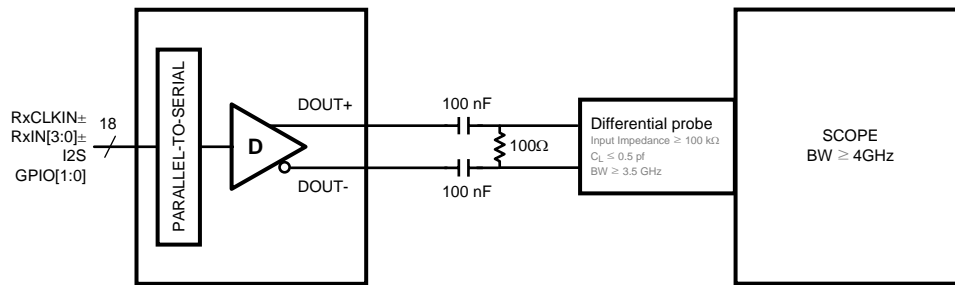 RxCLKIN±
RxIN[3:0]±
I2S
GPIO[1:0]
18
PARALLEL-TO-SERIAL
D
DOUT+
DOUT-
100 nF
100Ω
100 nF
Differential probe
Input Impedance ≥ 100 kΩ
CL ≤ 0.5 pf
BW ≥ 3.5 GHz
SCOPE
BW ≥ 4GHz